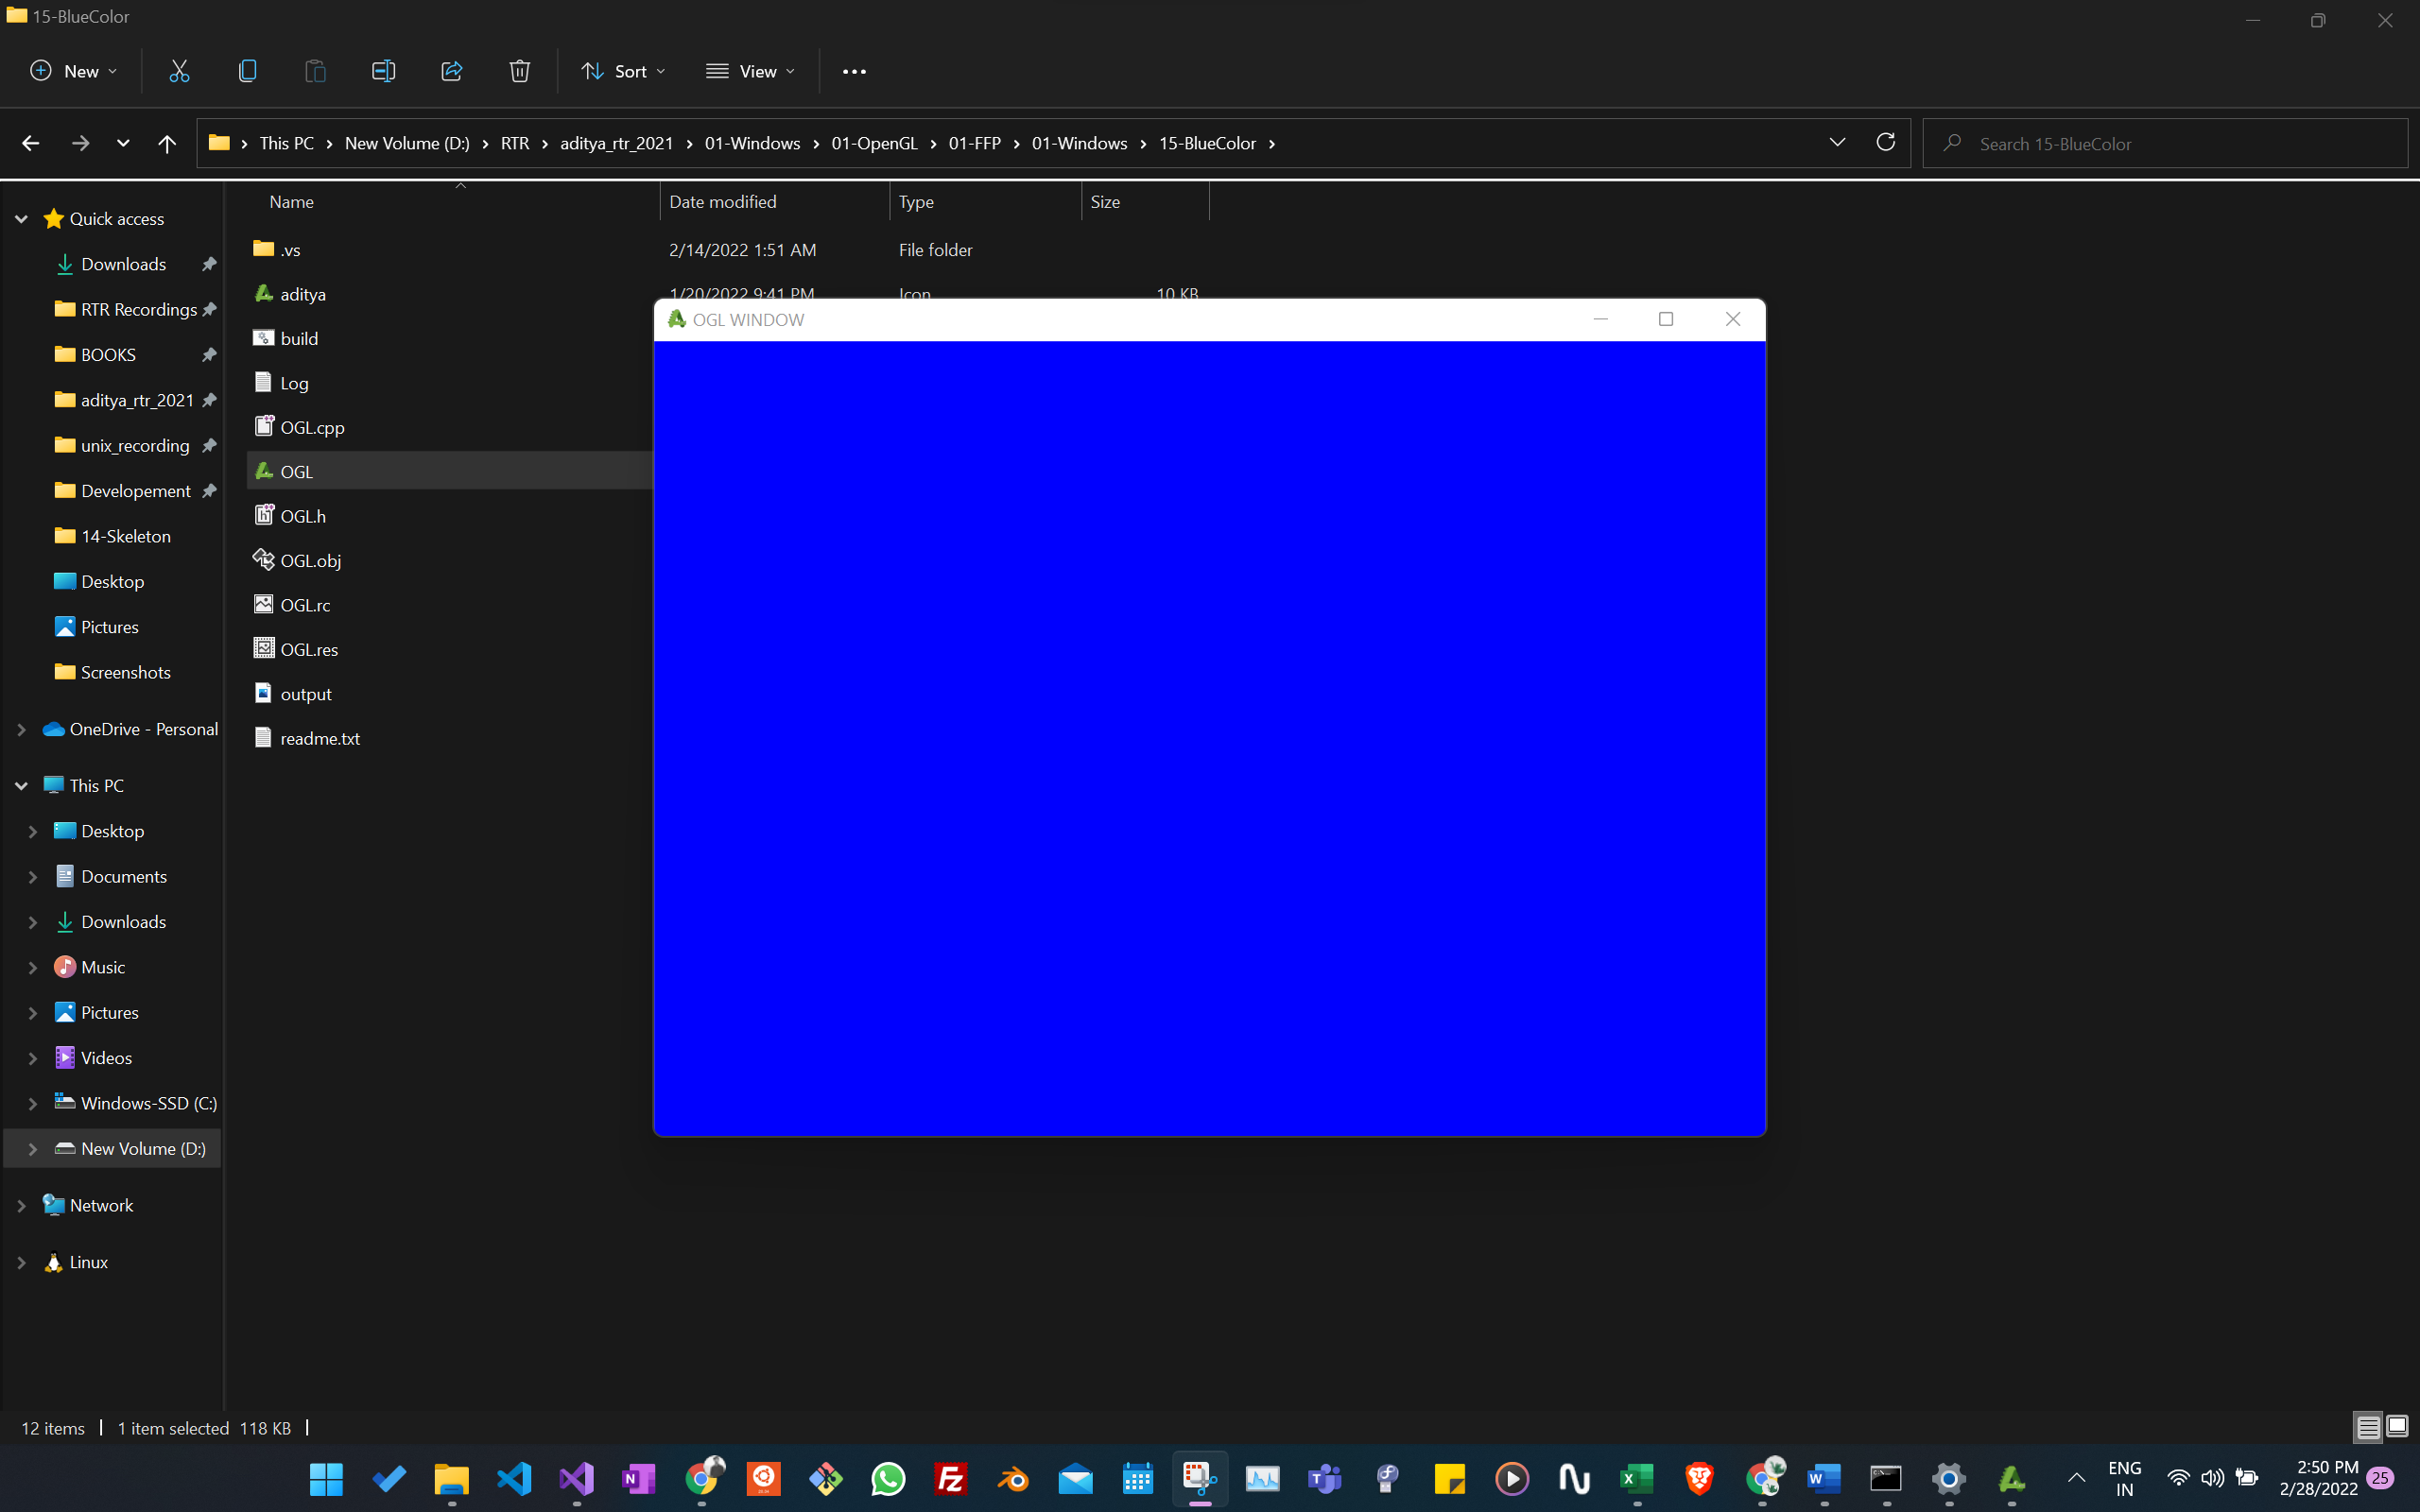 15-BlueColor
New
Sort
View
This PC
New Volume (D:)
RTR
aditya_rtr_2021
01-Windows
01-OpenGL
01-FFP
01-Windows
15-BlueColor
Search 15-BlueColor
Name
Date modified
Type
Size
Quick access
Downloads
RTR Recordings
BOOKS
aditya_rtr_2021
unix_recording
Developement
14-Skeleton
Desktop
Pictures
Screenshots
OneDrive - Personal
This PC
Desktop
Documents
Downloads
Music
Pictures
Videos
Windows-SSD (C:)
New Volume (D:)
Network
Linux
.vs 2/14/2022 1:51 AM File folder
aditya 1/20/2022 9:41 PM Icon 10 KB
build
Log
OGL.cpp
OGL
OGL.h
OGL.obj
OGL.rc
OGL.res
output
readme.txt
OGL WINDOW
12 items
1 item selected 118 KB
ENG
IN
2:50 PM
2/28/2022
25